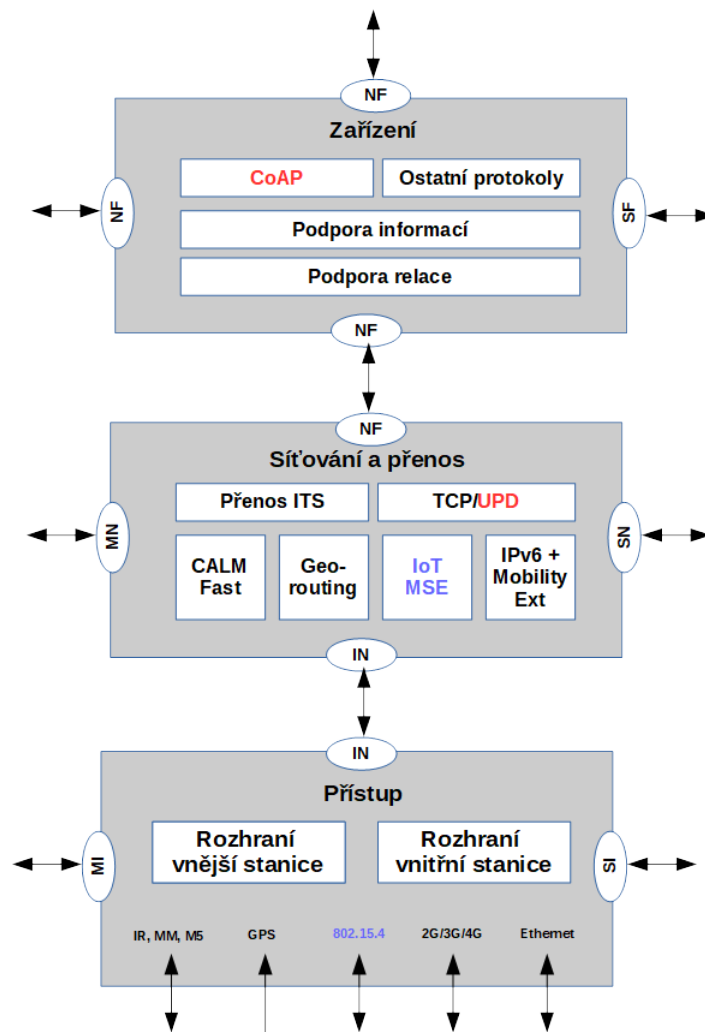 NF
Zařízení
CoAP
Ostatní protokoly
NF
SF
Podpora informací
Podpora relace
NF
NF
Síťování a přenos
Přenos ITS
TCP/UPD
MN
SN
CALM
Fast
Geo-
routing
IoT
MSE
IPv6 +
Mobility
Ext
IN
IN
Přístup
Rozhraní
vnější stanice
Rozhraní
vnitřní stanice
MI
SI
IR, MM, M5
GPS
802.15.4
2G/3G/4G
Ethernet